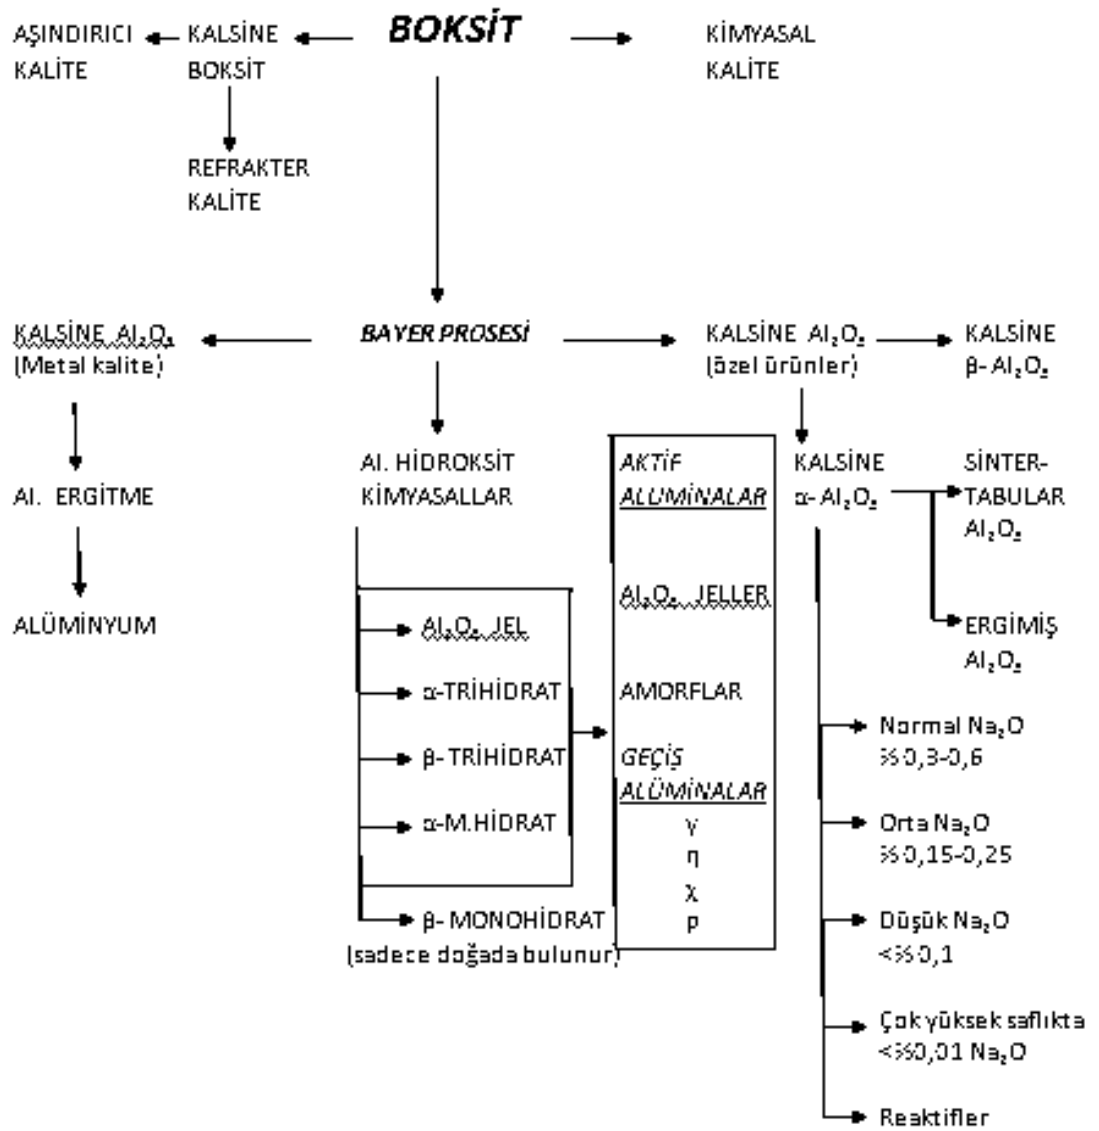 BOKSİT
AŞINDIRICI
KALİTE
KALSİNE
BOKSİT
KİMYASAL
KALİTE
REFRAKTER
KALİTE
KALSİNE Al₂O₃
(Metal kalite)
BAYER PROSESİ
KALSİNE Al₂O₃
(özel ürünler)
KALSİNE
β- Al₂O₃
Al. ERGİTME
ALÜMİNYUM
Al. HİDROKSİT
KİMYASALLAR
Al₂O₃ JEL
α-TRİHİDRAT
β- TRİHİDRAT
α-M.HİDRAT
β- MONOHİDRAT
(sadece doğada bulunur)
AKTİF
ALUMİNALAR
Al₂O₃ JELLER
AMORFLAR
GEÇİŞ
ALÜMİNALAR
γ
η
χ
p
KALSİNE
α- Al₂O₃
SİNTER-
TABULAR
Al₂O₃
ERGİMİŞ
Al₂O₃
Normal Na₂O
%0,3-0,6
Orta Na₂O
%0,15-0,25
Düşük Na₂O
<%0,1
Çok yüksek saflıkta
<%0,01 Na₂O
Reaktifler